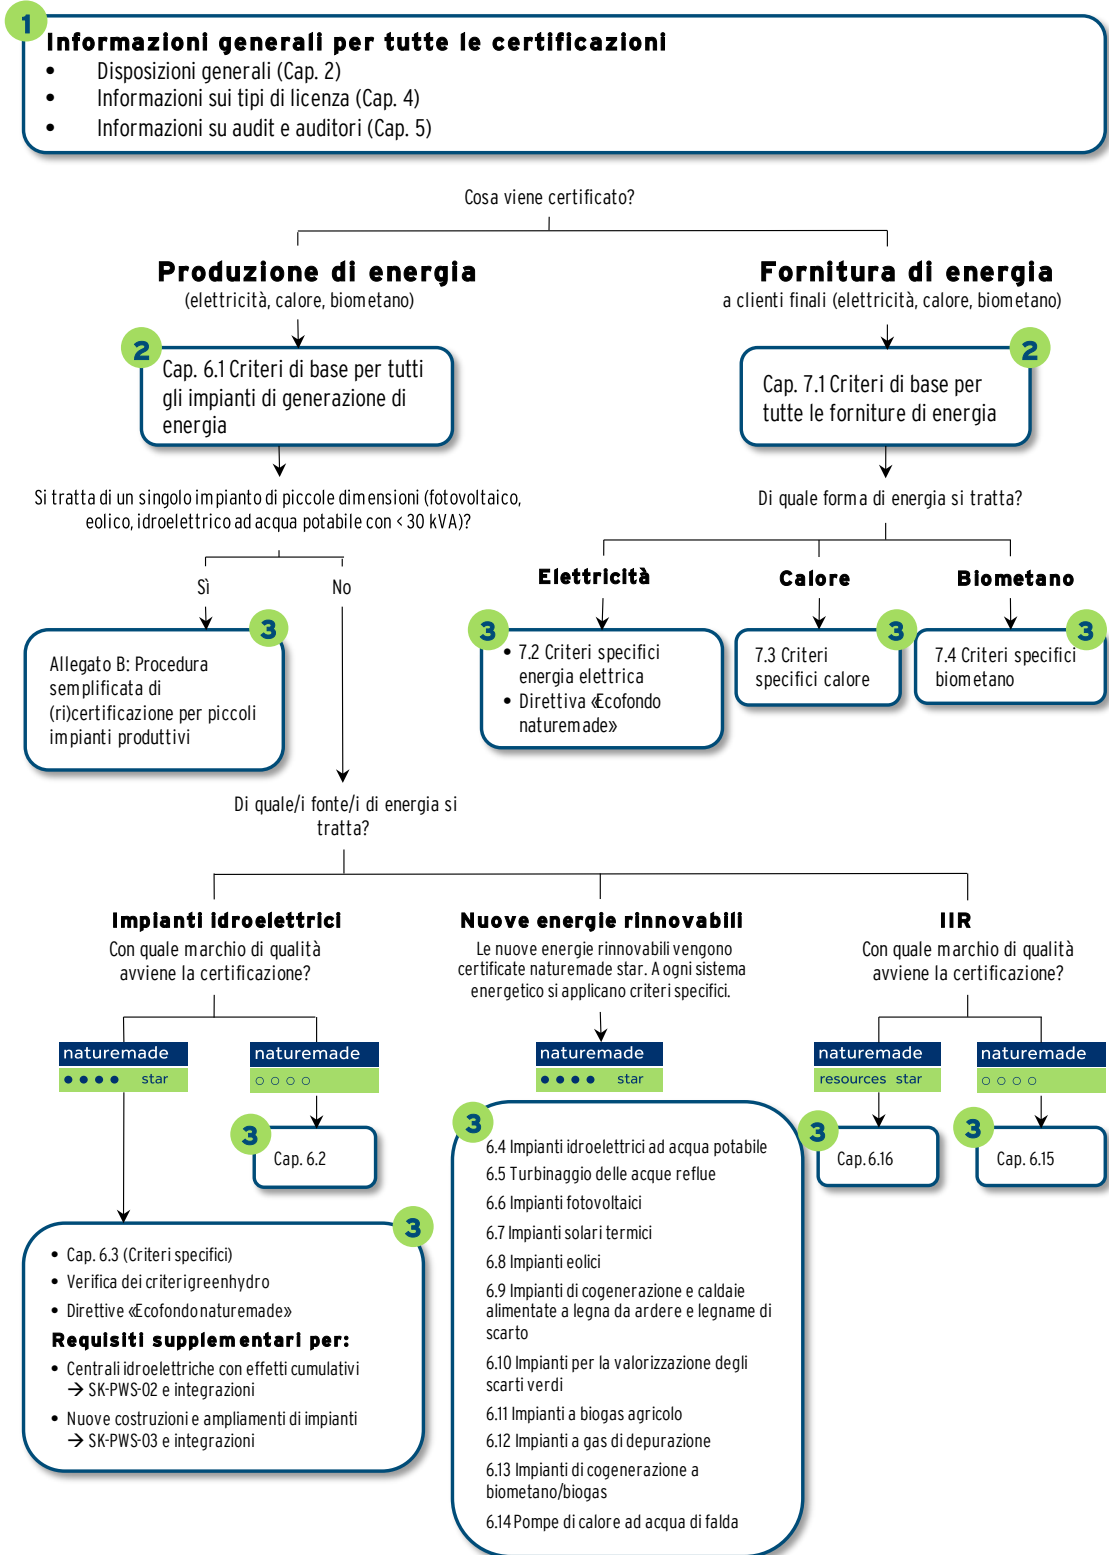 1
Informazioni generali per tutte le certificazioni
• Disposizioni generali (Cap. 2)
• Informazioni sui tipi di licenza (Cap. 4)
• Informazioni su audit e auditori (Cap. 5)
Cosa viene certificato?
Produzione di energia
(elettricità, calore, biometano)
Fornitura di energia
a clienti finali (elettricità, calore, biometano)
2
Cap. 6.1 Criteri di base per tutti
gli impianti di generazione di
energia
2
Cap. 7.1 Criteri di base per
tutte le forniture di energia
Si tratta di un singolo impianto di piccole dimensioni (fotovoltaico,
eolico, idroelettrico ad acqua potabile con < 30 kVA)?
Di quale forma di energia si tratta?
Sì
No
Elettricità
Calore
Biometano
3
Allegato B: Procedura
semplificata di
(ri)certificazione per piccoli
impianti produttivi
3
• 7.2 Criteri specifici
energia elettrica
• Direttiva «Ecofondo
naturemade»
3
7.3 Criteri
specifici calore
3
7.4 Criteri specifici
biometano
Di quale/i fonte/i di energia si
tratta?
Impianti idroelettrici
Con quale marchio di qualità
avviene la certificazione?
Nuove energie rinnovabili
Le nuove energie rinnovabili vengono
certificate naturemade star. A ogni sistema
energetico si applicano criteri specifici.
IIR
Con quale marchio di qualità
avviene la certificazione?
naturemade
star
naturemade
naturemade
star
naturemade
resources star
naturemade
3
Cap. 6.2
3
• Cap. 6.3 (Criteri specifici)
• Verifica dei criteri greenhydro
• Direttive «Ecofondo naturemade»
Requisiti supplementari per:
• Centrali idroelettriche con effetti cumulativi
→ SK-PWS-02 e integrazioni
• Nuove costruzioni e ampliamenti di impianti
→ SK-PWS-03 e integrazioni
3
6.4 Impianti idroelettrici ad acqua potabile
6.5 Turbinaggio delle acque reflue
6.6 Impianti fotovoltaici
6.7 Impianti solari termici
6.8 Impianti eolici
6.9 Impianti di cogenerazione e caldaie
alimentate a legna da ardere e legname di
scarto
6.10 Impianti per la valorizzazione degli
scarti verdi
6.11 Impianti a biogas agricolo
6.12 Impianti a gas di depurazione
6.13 Impianti di cogenerazione a
biometano/biogas
6.14 Pompe di calore ad acqua di falda
3
Cap. 6.16
3
Cap. 6.15